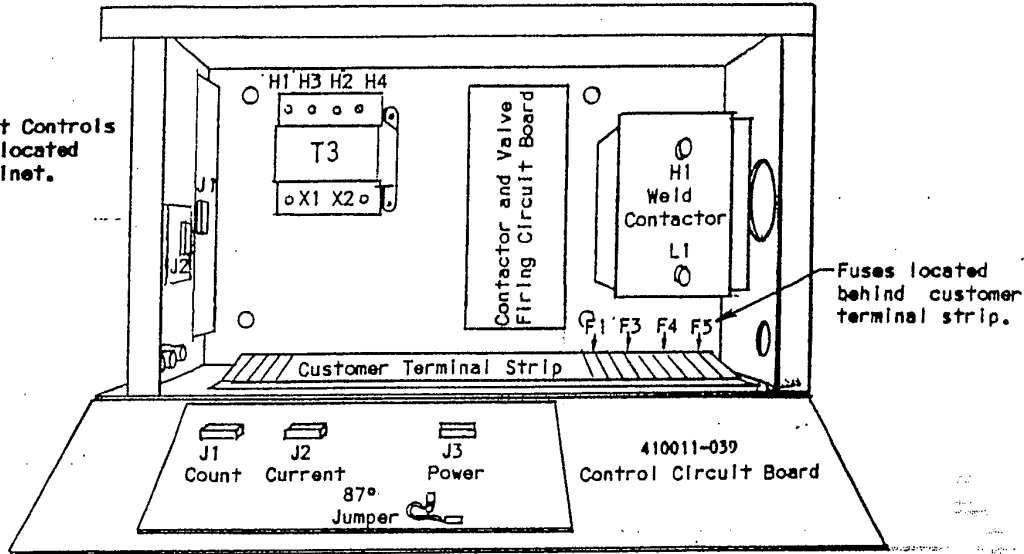 H1 H3 H2 H4
t Controls
located
inet.
T3
X1 X2
J1
J2
Contactor and Valve
Firing Circuit Board
H1
Weld
Contactor
L1
Fuses located
behind customer
terminal strip.
F1 F3 F4 F5
Customer Terminal Strip
J1
Count
J2
Current
J3
Power
87°
Jumper
410011-039
Control Circuit Board